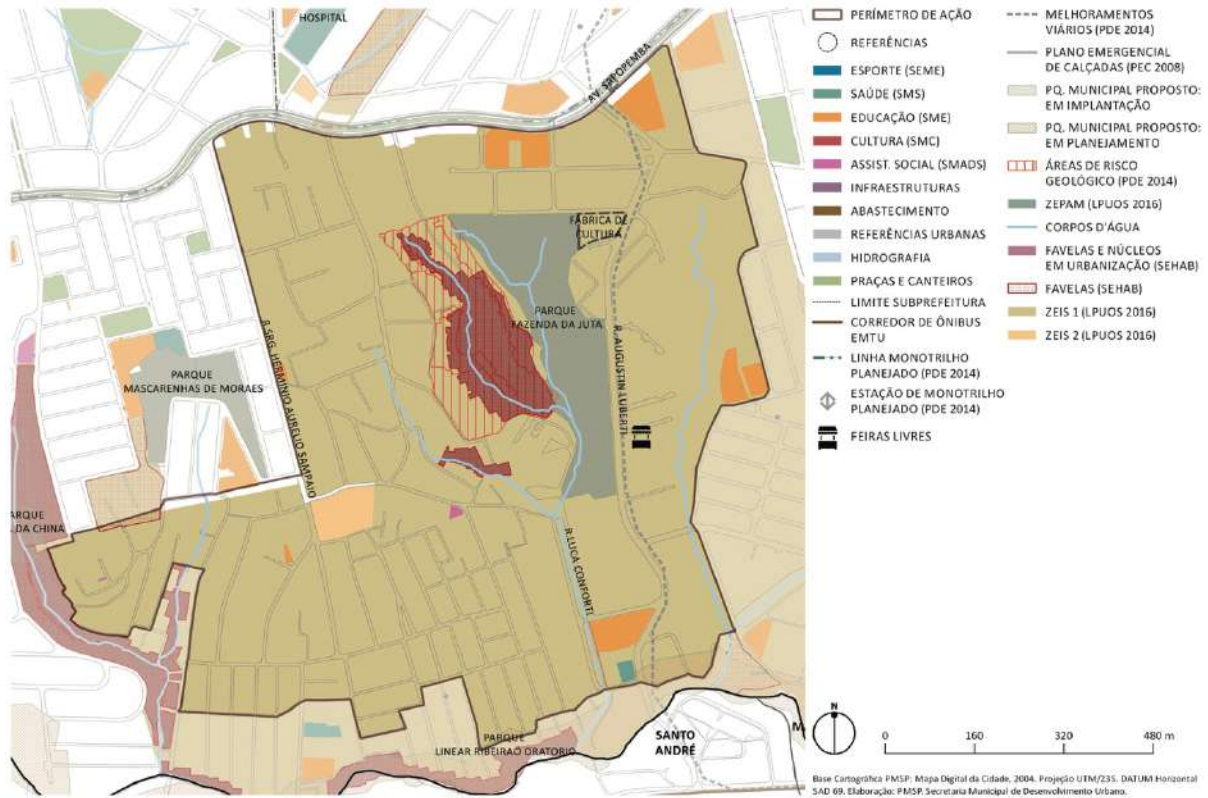 HOSPITAL
AV. SAPOPEMBA
FÁBRICA DE
CULTURA
PARQUE
FAZENDA DA JUTA
R. AUGUSTIN LUBERTI
R. SRG. HERMINIO AURELIO SAMPAIO
PARQUE
MASCARENHAS DE MORAES
ARQUE
DA CHINA
R. LUCA CONFORTI
PARQUE
LINEAR RIBEIRÃO ORATÓRIO
SANTO
ANDRÉ
M
PERÍMETRO DE AÇÃO
REFERÊNCIAS
ESPORTE (SEME)
SAÚDE (SMS)
EDUCAÇÃO (SME)
CULTURA (SMC)
ASSIST. SOCIAL (SMADS)
INFRAESTRUTURAS
ABASTECIMENTO
REFERÊNCIAS URBANAS
HIDROGRAFIA
PRAÇAS E CANTEIROS
LIMITE SUBPREFEITURA
CORREDOR DE ÔNIBUS
EMTU
LINHA MONOTRILHO
PLANEJADO (PDE 2014)
ESTAÇÃO DE MONOTRILHO
PLANEJADO (PDE 2014)
FEIRAS LIVRES
MELHORAMENTOS
VIÁRIOS (PDE 2014)
PLANO EMERGENCIAL
DE CALÇADAS (PEC 2008)
PQ. MUNICIPAL PROPOSTO:
EM IMPLANTAÇÃO
PQ. MUNICIPAL PROPOSTO:
EM PLANEJAMENTO
ÁREAS DE RISCO
GEOLÓGICO (PDE 2014)
ZEPAM (LPUOS 2016)
CORPOS D'ÁGUA
FAVELAS E NÚCLEOS
EM URBANIZAÇÃO (SEHAB)
FAVELAS (SEHAB)
ZEIS 1 (LPUOS 2016)
ZEIS 2 (LPUOS 2016)
N
0 160 320 480 m
Base Cartográfica PMSP: Mapa Digital da Cidade, 2004. Projeção UTM/23S. DATUM Horizontal
SAD 69. Elaboração: PMSP. Secretaria Municipal de Desenvolvimento Urbano.